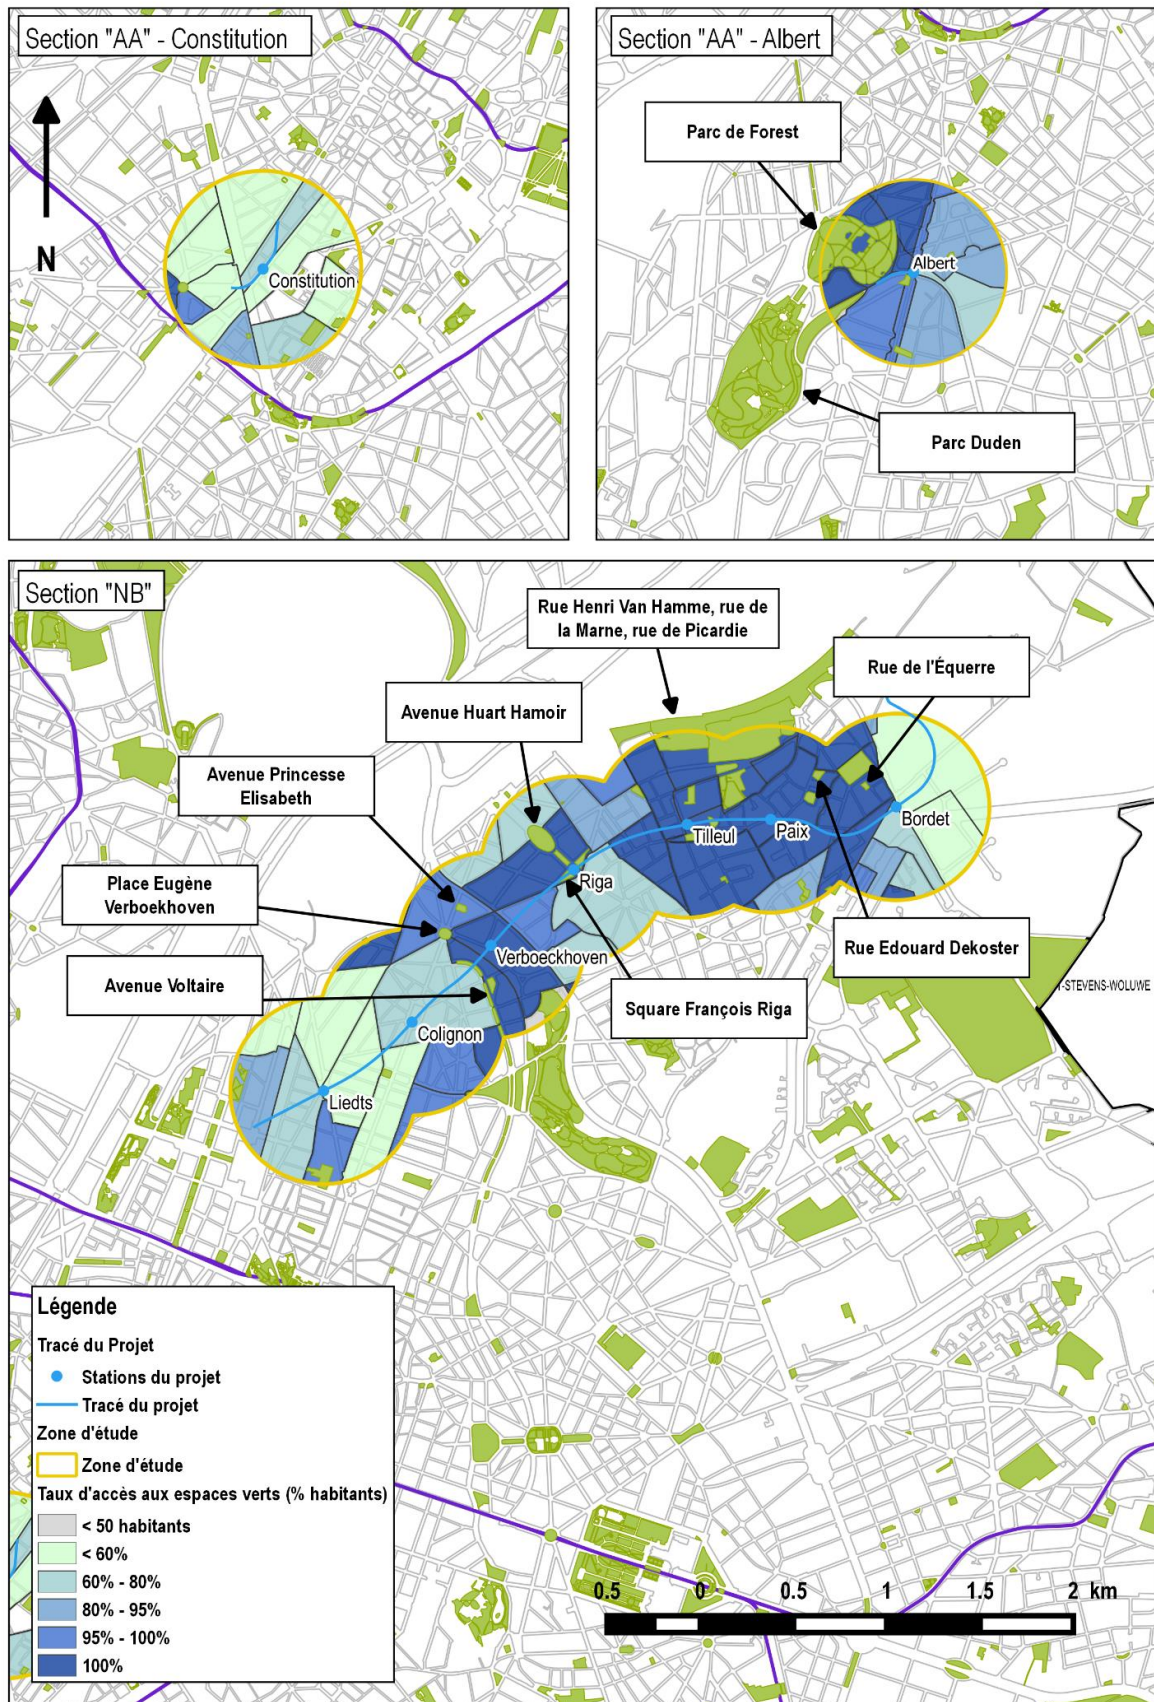 Section "AA" - Constitution
N
Constitution
Section "AA" - Albert
Parc de Forest
Albert
Parc Duden
Section "NB"
Rue Henri Van Hamme, rue de
la Marne, rue de Picardie
Rue de l'Équerre
Avenue Huart Hamoir
Avenue Princesse
Elisabeth
Place Eugène
Verboekhoven
Avenue Voltaire
Bordet
Tilleul
Paix
Riga
Verboeckhoven
Rue Edouard Dekoster
Square François Riga
Colignon
Liedts
-STEVENS-WOLUWE
Légende
Tracé du Projet
Stations du projet
Tracé du projet
Zone d'étude
Zone d'étude
Taux d'accès aux espaces verts (% habitants)
< 50 habitants
< 60%
60% - 80%
80% - 95%
95% - 100%
100%
0.5 0 0.5 1 1.5 2 km